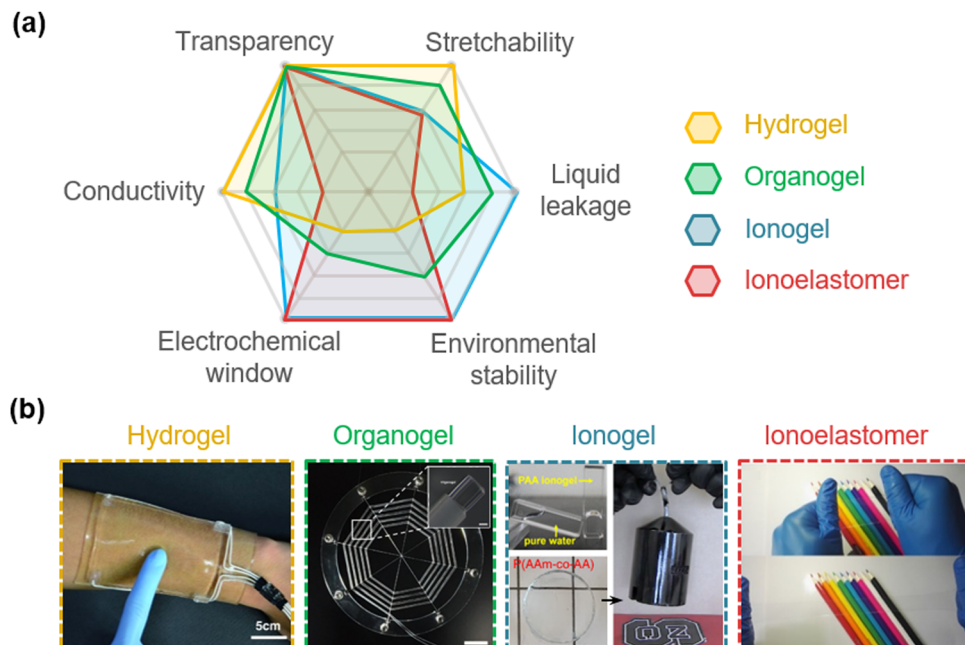 (a)
Transparency
Stretchability
Conductivity
Liquid
leakage
Electrochemical
window
Environmental
stability
Hydrogel
Organogel
Ionogel
Ionoelastomer
(b)
Hydrogel
Organogel
Ionogel
Ionoelastomer
5cm
Organogel
PAA Ionogel
pure water
P(AAm-co-AA)